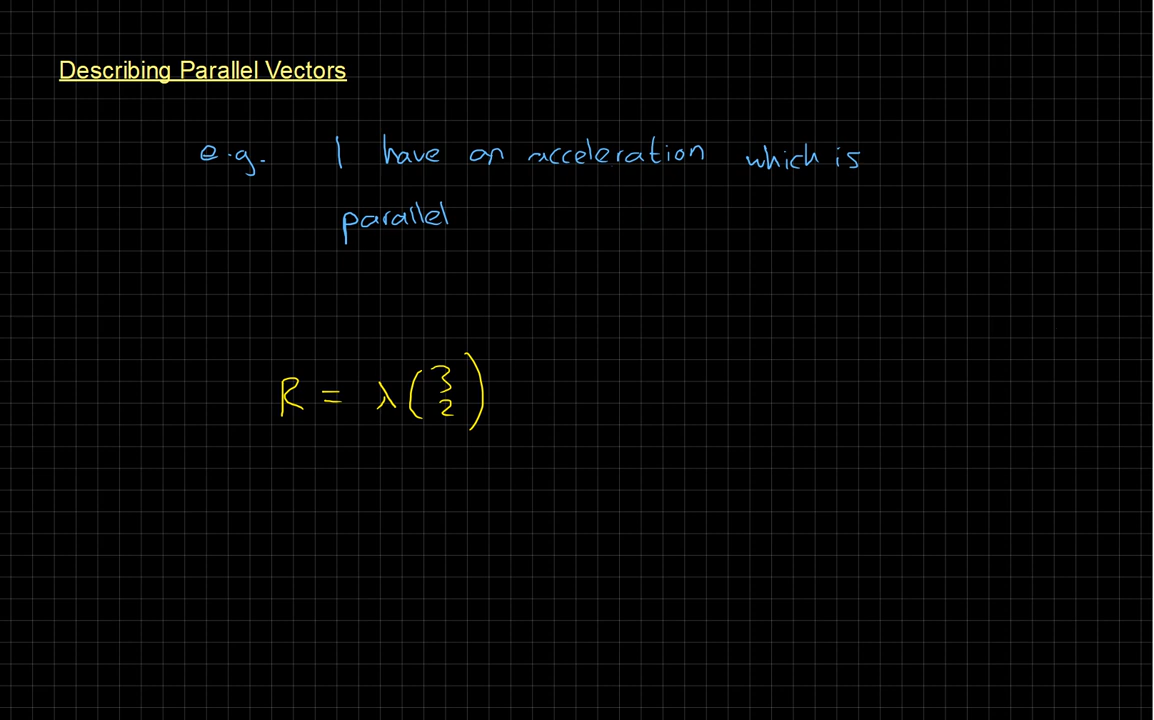 Describing Parallel Vectors
e.g. I have an acceleration which is
parallel
R = λ(3
2)